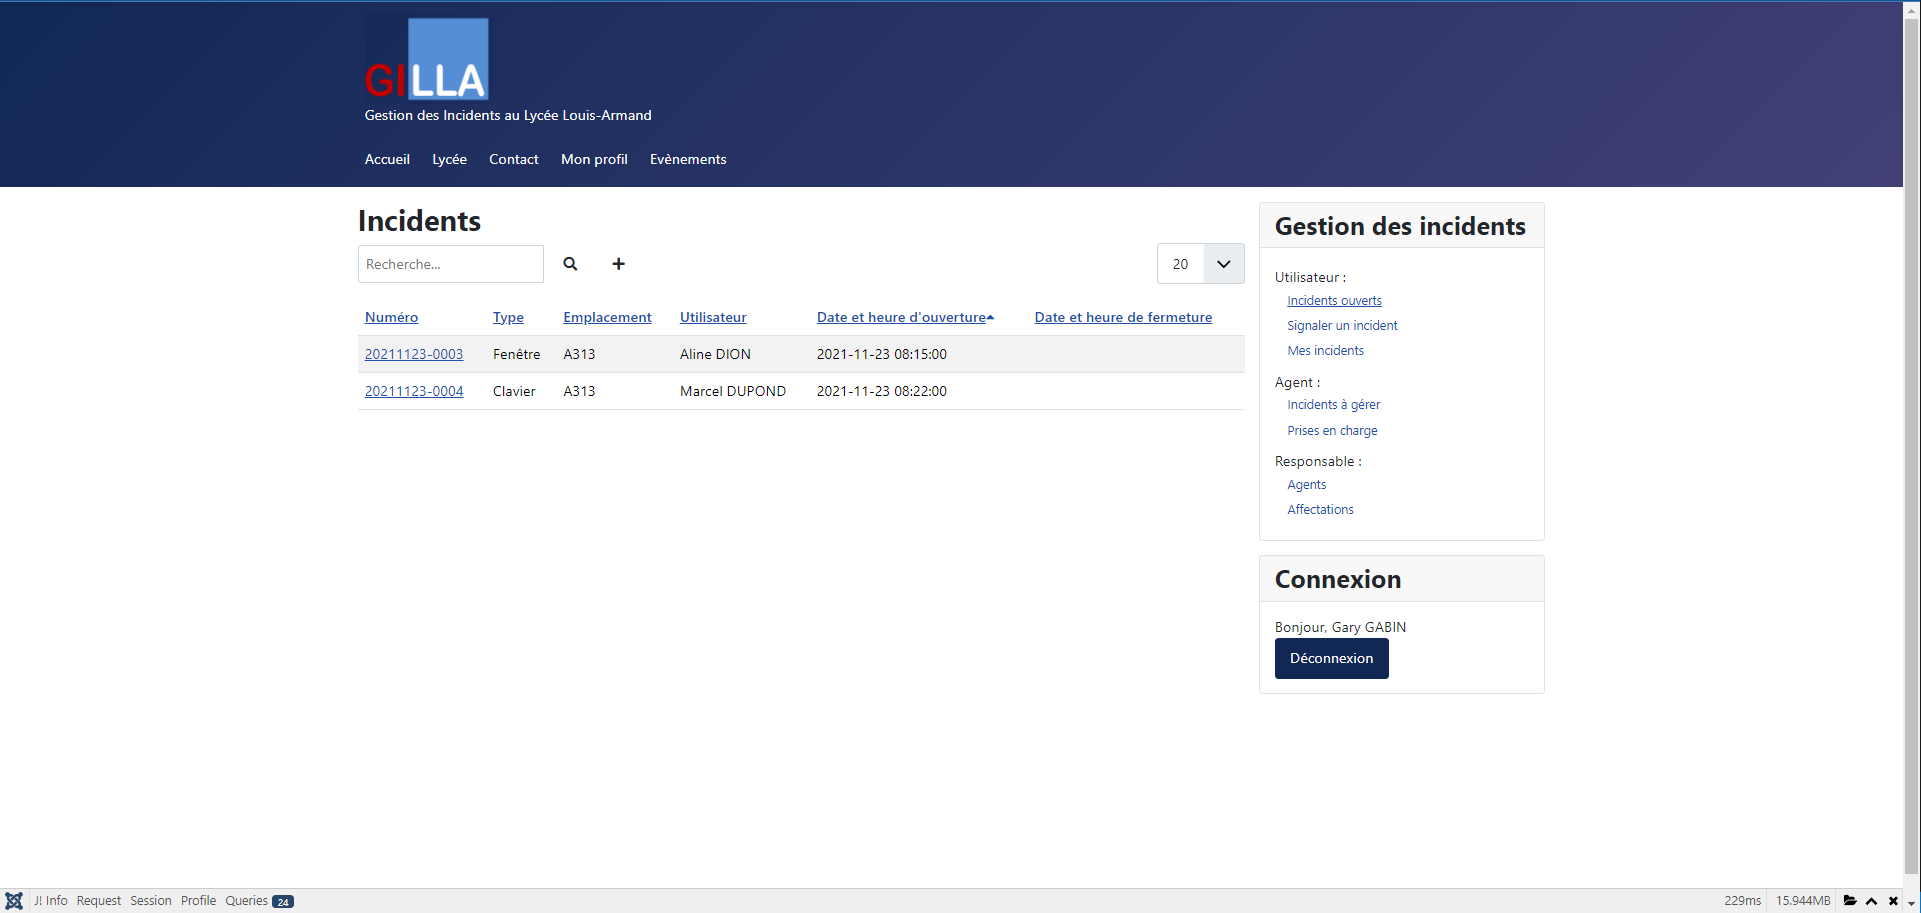 GILLA
Gestion des Incidents au Lycée Louis-Armand
Accueil Lycée Contact Mon profil Evènements
Incidents
Recherche...
20
Numéro Type Emplacement Utilisateur Date et heure d'ouverture Date et heure de fermeture
20211123-0003 Fenêtre A313 Aline DION 2021-11-23 08:15:00
20211123-0004 Clavier A313 Marcel DUPOND 2021-11-23 08:22:00
Gestion des incidents
Utilisateur :
Incidents ouverts
Signaler un incident
Mes incidents
Agent :
Incidents à gérer
Prises en charge
Responsable :
Agents
Affectations
Connexion
Bonjour, Gary GABIN
Déconnexion
J! Info Request Session Profile Queries 24 229ms 15.944MB